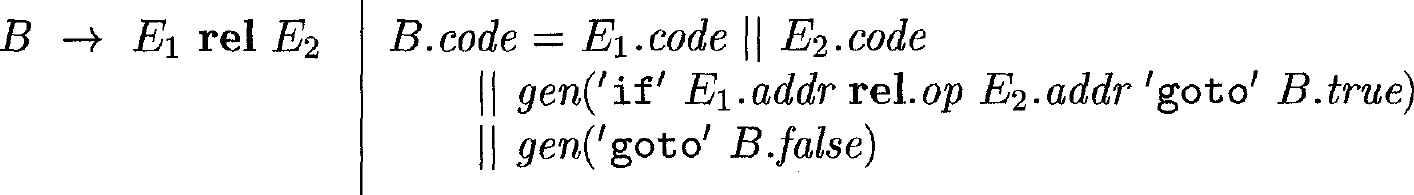 B → E₁ rel E₂ | B.code = E₁.code || E₂.code
|| gen('if' E₁.addr rel.op E₂.addr 'goto' B.true)
|| gen('goto' B.false)